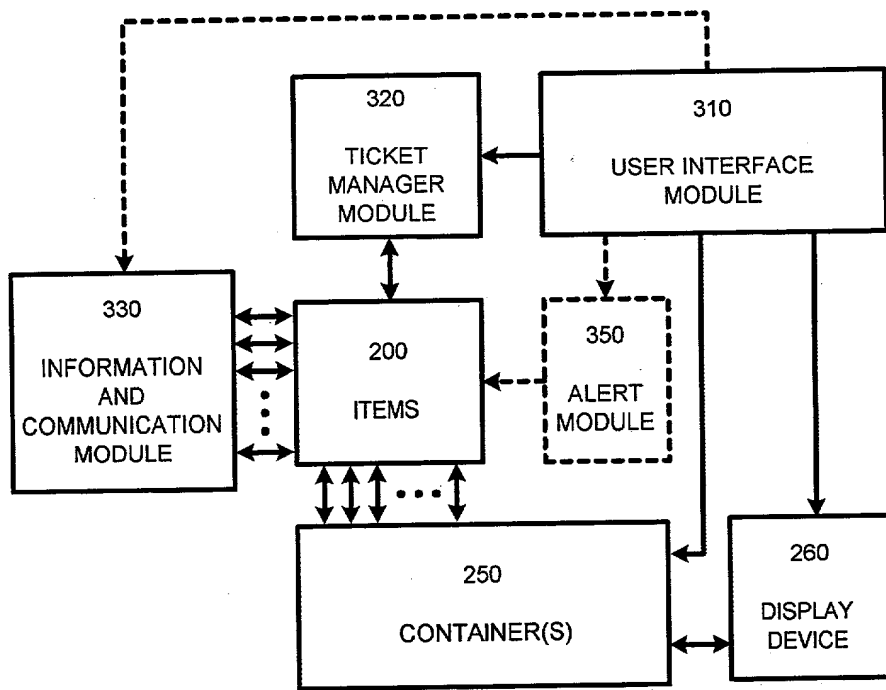 320
TICKET
MANAGER
MODULE
310
USER INTERFACE
MODULE
330
INFORMATION
AND
COMMUNICATION
MODULE
200
ITEMS
350
ALERT
MODULE
250
CONTAINER(S)
260
DISPLAY
DEVICE